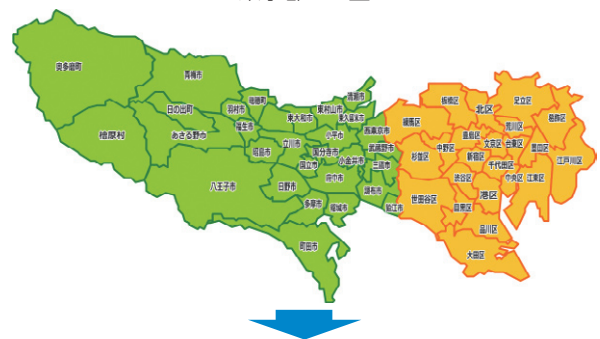 奥多摩町
青梅市
瑞穂町
清瀬市
日の出町
羽村市
東村山市
東大和市
東久留米市
福生市
檜原村
あきる野市
昭島市
立川市
小平市
西東京市
武蔵野市
国分寺市
国立市
小金井市
三鷹市
八王子市
日野市
府中市
調布市
多摩市
稲城市
狛江市
町田市
板橋区
北区
足立区
練馬区
荒川区
葛飾区
豊島区
文京区
台東区
中野区
杉並区
新宿区
墨田区
江戸川区
千代田区
渋谷区
中央区
江東区
世田谷区
港区
目黒区
品川区
大田区